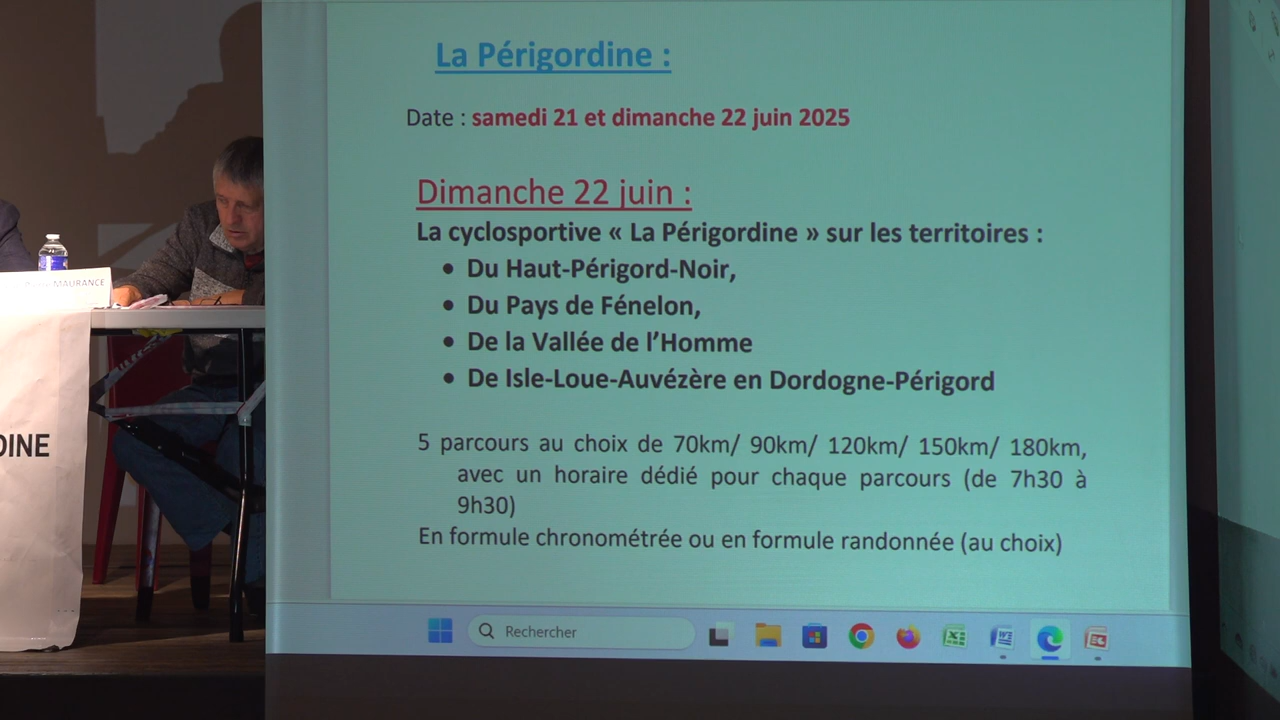 La Périgordine :
Date : samedi 21 et dimanche 22 juin 2025
Dimanche 22 juin :
La cyclosportive « La Périgordine » sur les territoires :
• Du Haut-Périgord-Noir,
• Du Pays de Fénelon,
• De la Vallée de l’Homme
• De Isle-Loue-Auvézère en Dordogne-Périgord
5 parcours au choix de 70km/ 90km/ 120km/ 150km/ 180km,
avec un horaire dédié pour chaque parcours (de 7h30 à
9h30)
En formule chronométrée ou en formule randonnée (au choix)
Rechercher
MAURANCE
DINE